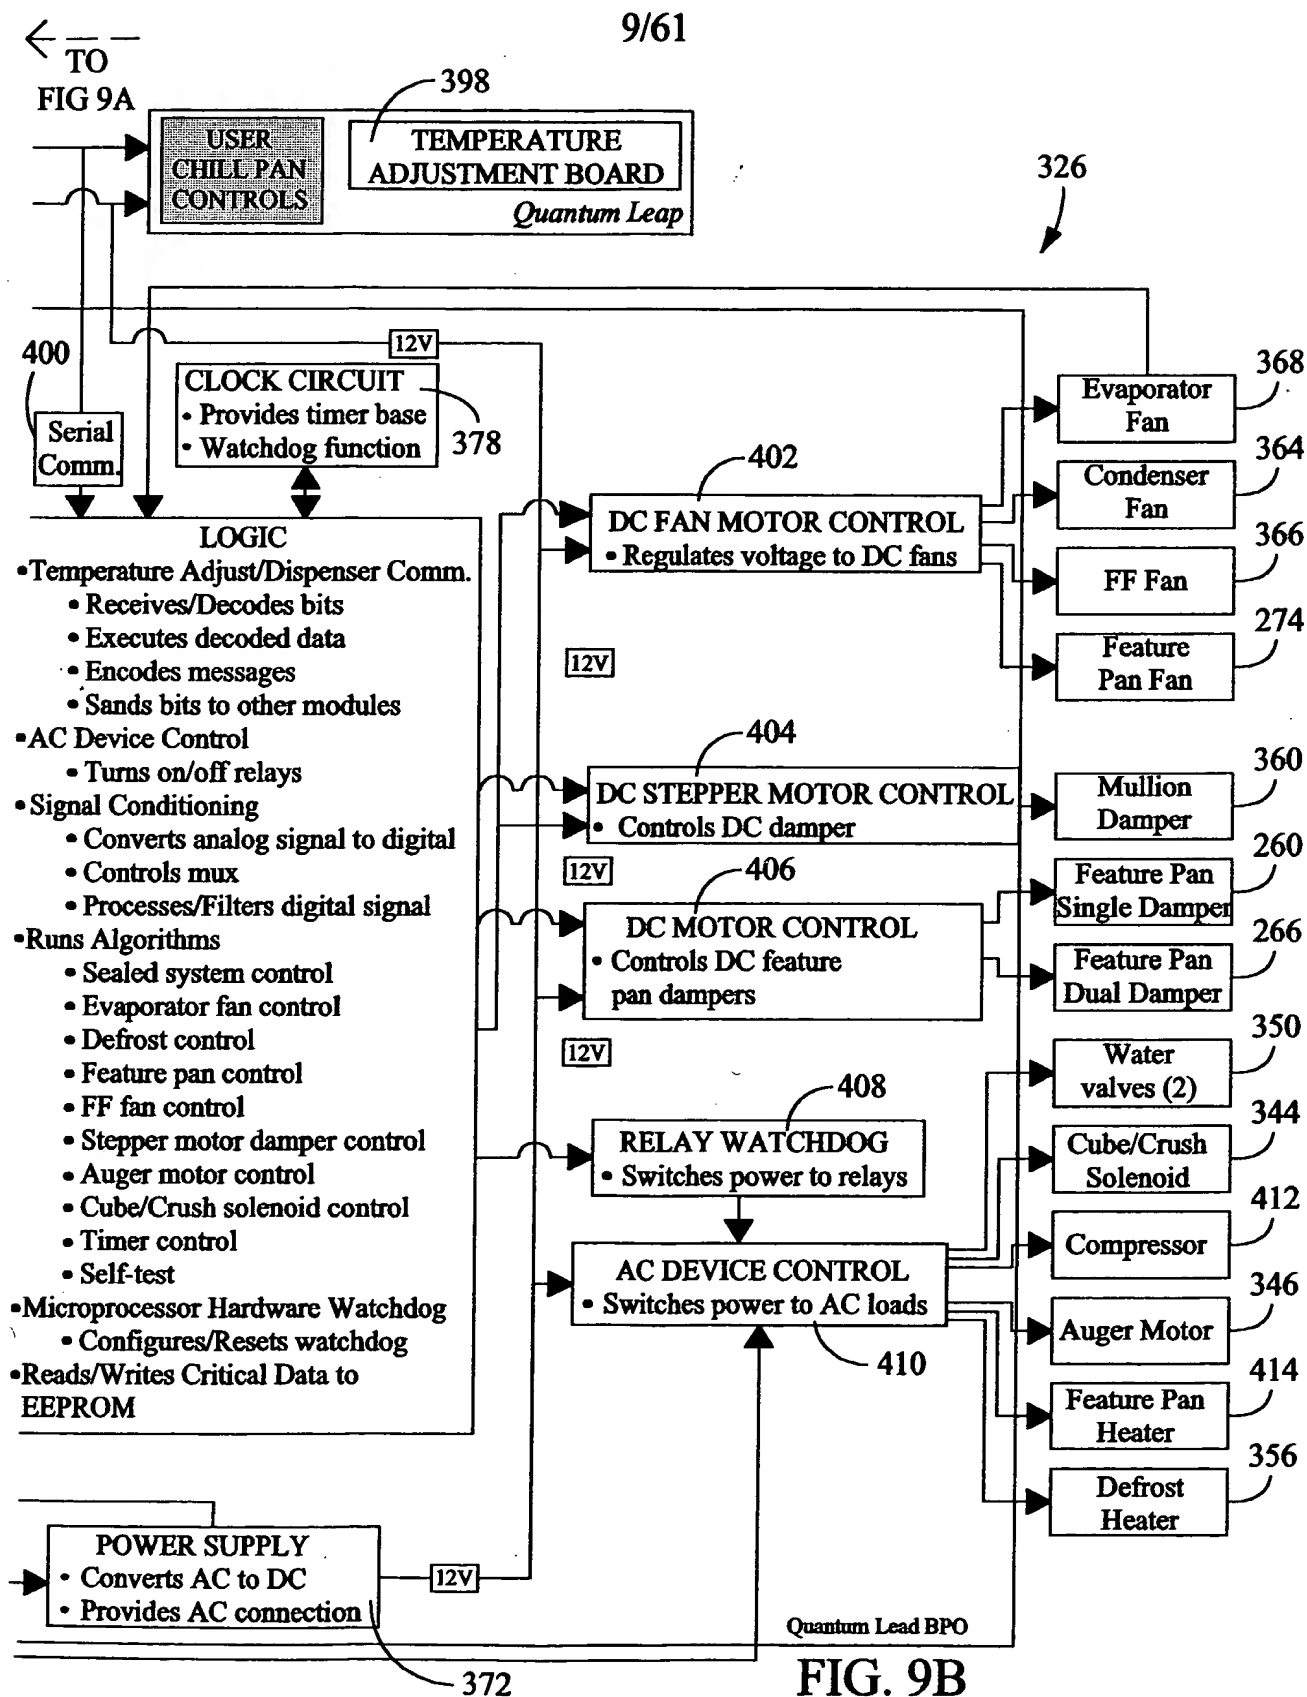 9/61
TO
FIG 9A
398
USER
CHILL PAN
CONTROLS
TEMPERATURE
ADJUSTMENT BOARD
Quantum Leap
326
12V
400
Serial
Comm.
CLOCK CIRCUIT
• Provides timer base
• Watchdog function
378
368
Evaporator
Fan
402
364
Condenser
Fan
DC FAN MOTOR CONTROL
• Regulates voltage to DC fans
366
FF Fan
274
Feature
Pan Fan
12V
LOGIC
•Temperature Adjust/Dispenser Comm.
• Receives/Decodes bits
• Executes decoded data
• Encodes messages
• Sands bits to other modules
•AC Device Control
• Turns on/off relays
• Signal Conditioning
• Converts analog signal to digital
• Controls mux
• Processes/Filters digital signal
•Runs Algorithms
• Sealed system control
• Evaporator fan control
• Defrost control
• Feature pan control
• FF fan control
• Stepper motor damper control
• Auger motor control
• Cube/Crush solenoid control
• Timer control
• Self-test
•Microprocessor Hardware Watchdog
• Configures/Resets watchdog
•Reads/Writes Critical Data to
EEPROM
404
DC STEPPER MOTOR CONTROL
• Controls DC damper
360
Mullion
Damper
12V
406
DC MOTOR CONTROL
• Controls DC feature
pan dampers
260
Feature Pan
Single Damper
266
Feature Pan
Dual Damper
12V
408
RELAY WATCHDOG
• Switches power to relays
350
Water
valves (2)
344
Cube/Crush
Solenoid
AC DEVICE CONTROL
• Switches power to AC loads
410
412
Compressor
346
Auger Motor
414
Feature Pan
Heater
356
Defrost
Heater
POWER SUPPLY
• Converts AC to DC
• Provides AC connection
12V
372
Quantum Lead BPO
FIG. 9B